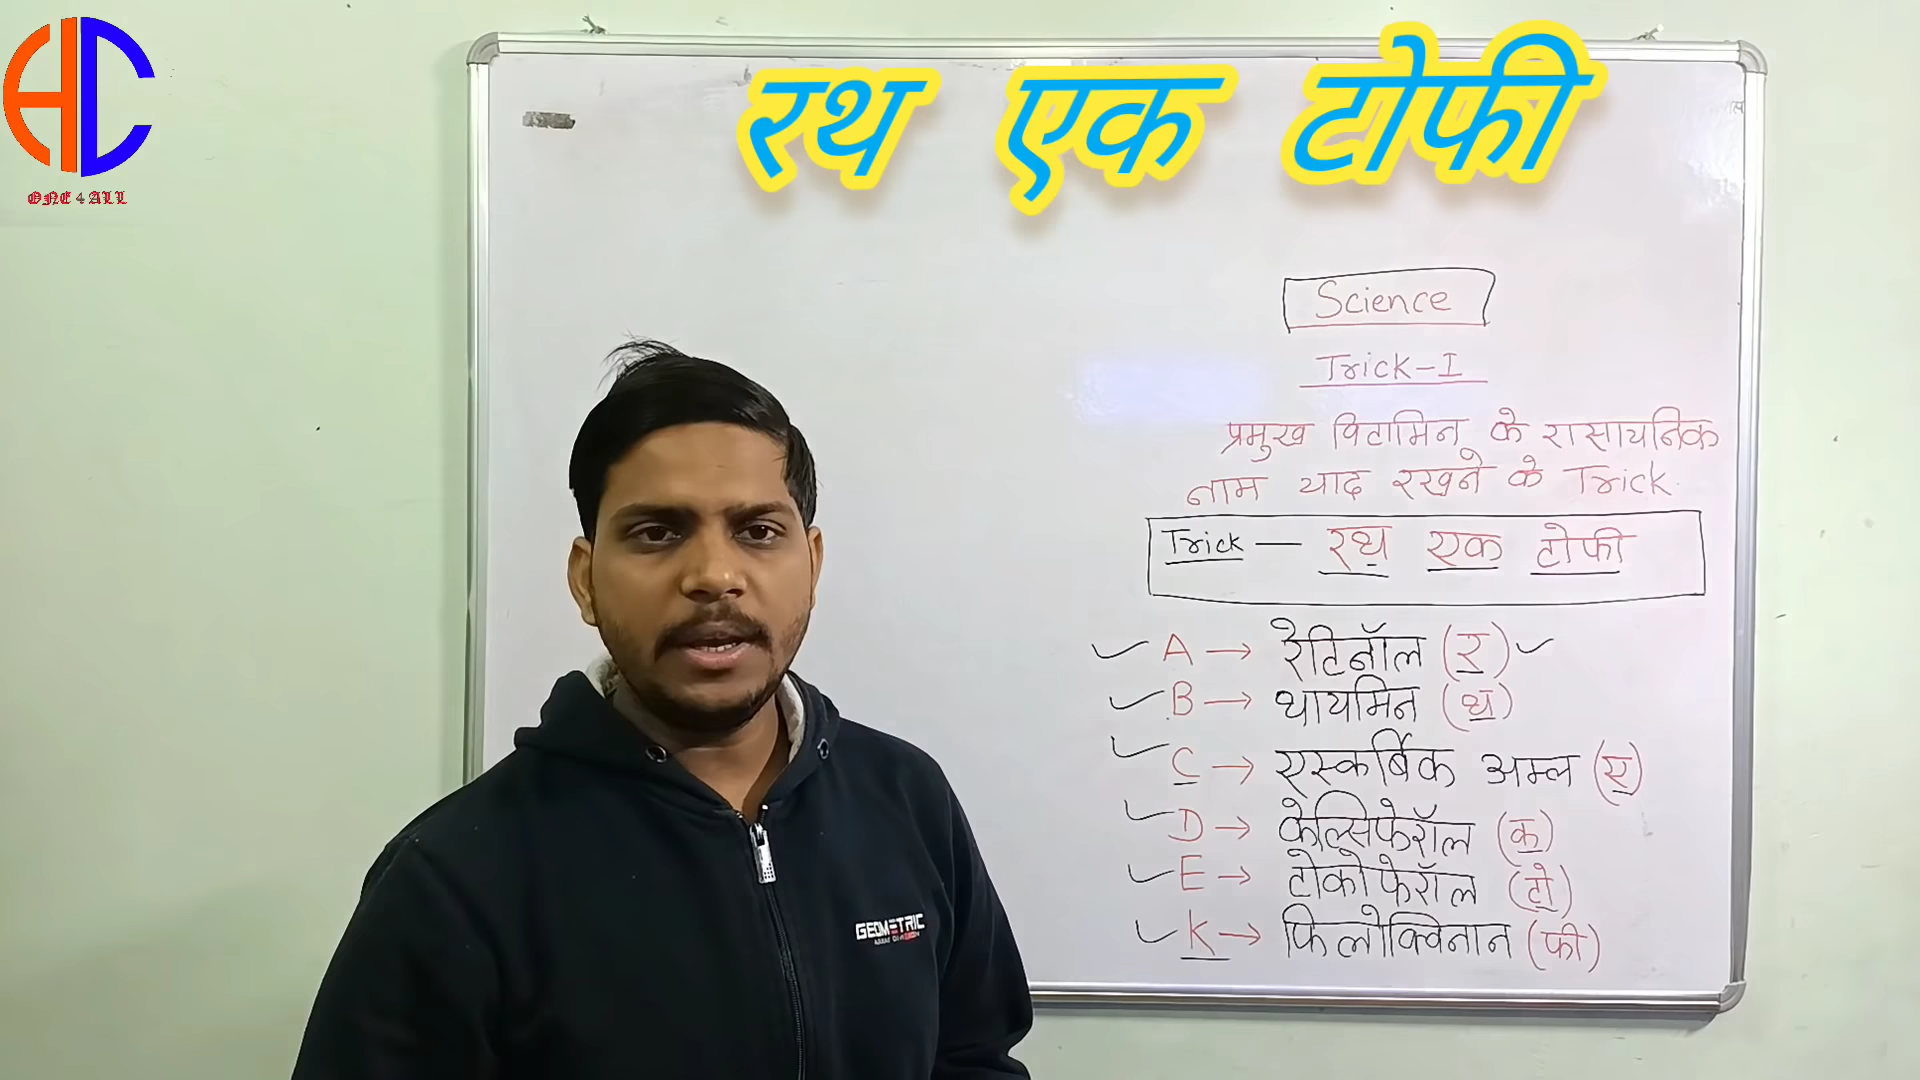 HC
ONE 4 ALL
रथ एक टोफी
Science
Trick-I
प्रमुख विटामिन के रासायनिक
नाम याद रखने के Trick
Trick — रथ एक टोफी
A → रेटिनॉल (र)
B → थायमिन (थ)
C → एस्कर्बिक अम्ल (ए)
D → केल्सिफेरॉल (क)
E → टोकोफेरॉल (टो)
K → फिलोक्विनान (फी)
GEOMETRIC